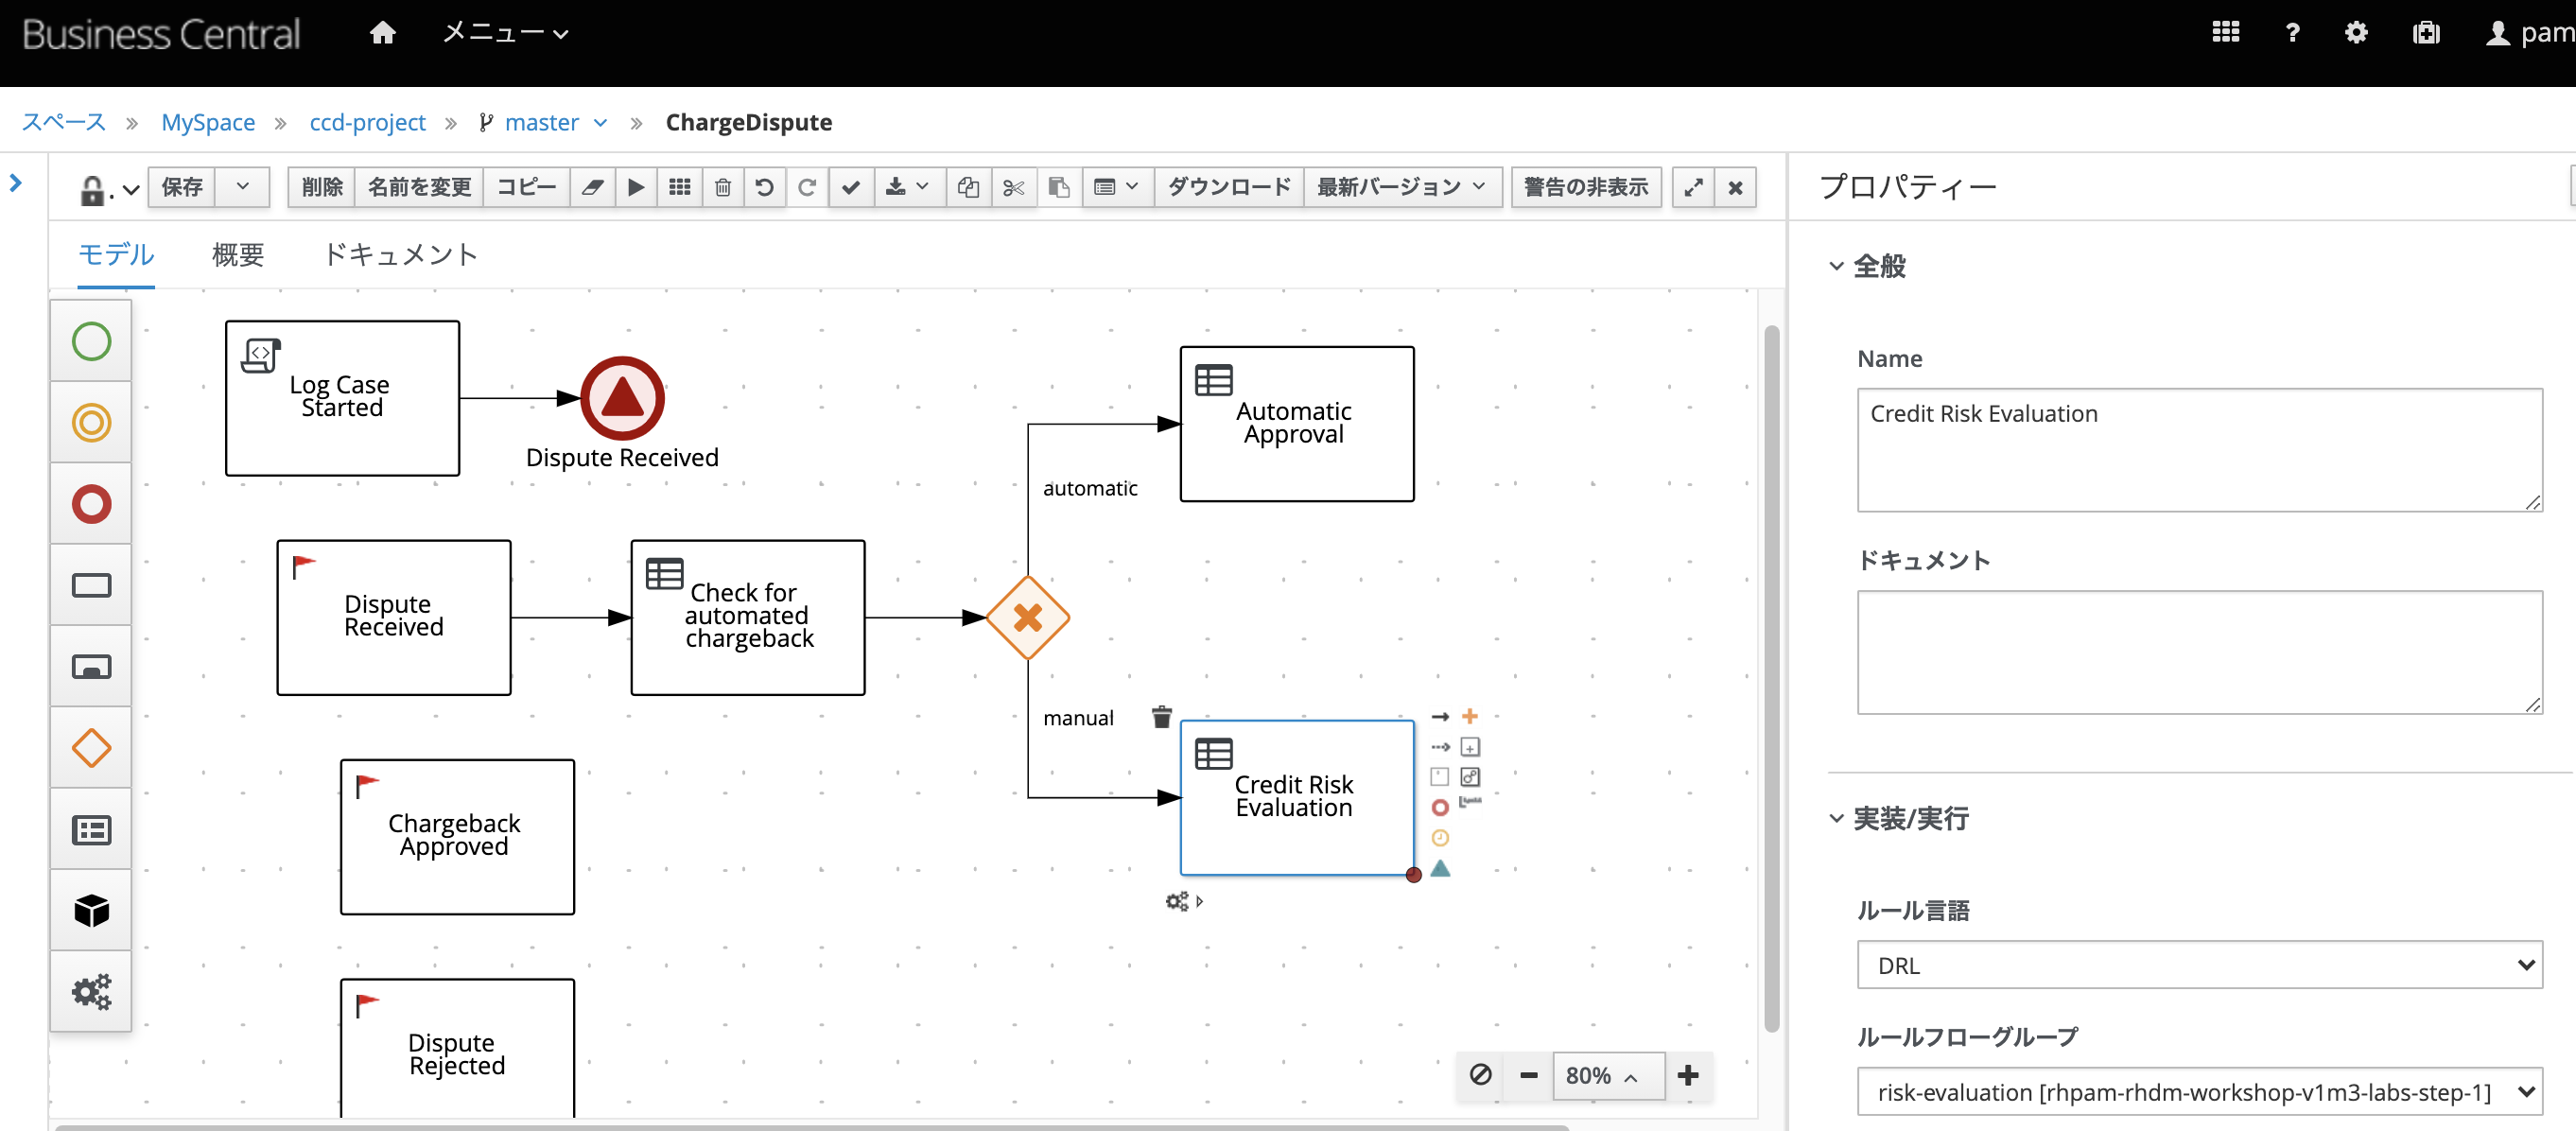 Business Central
メニュー
pam
スペース » MySpace » ccd-project » master » ChargeDispute
保存
削除
名前を変更
コピー
ダウンロード
最新バージョン
警告の非表示
モデル
概要
ドキュメント
Log Case
Started
Dispute Received
Automatic
Approval
automatic
Dispute
Received
Check for
automated
chargeback
manual
Credit Risk
Evaluation
Chargeback
Approved
Dispute
Rejected
80%
プロパティー
全般
Name
Credit Risk Evaluation
ドキュメント
実装/実行
ルール言語
DRL
ルールフローグループ
risk-evaluation [rhpam-rhdm-workshop-v1m3-labs-step-1]